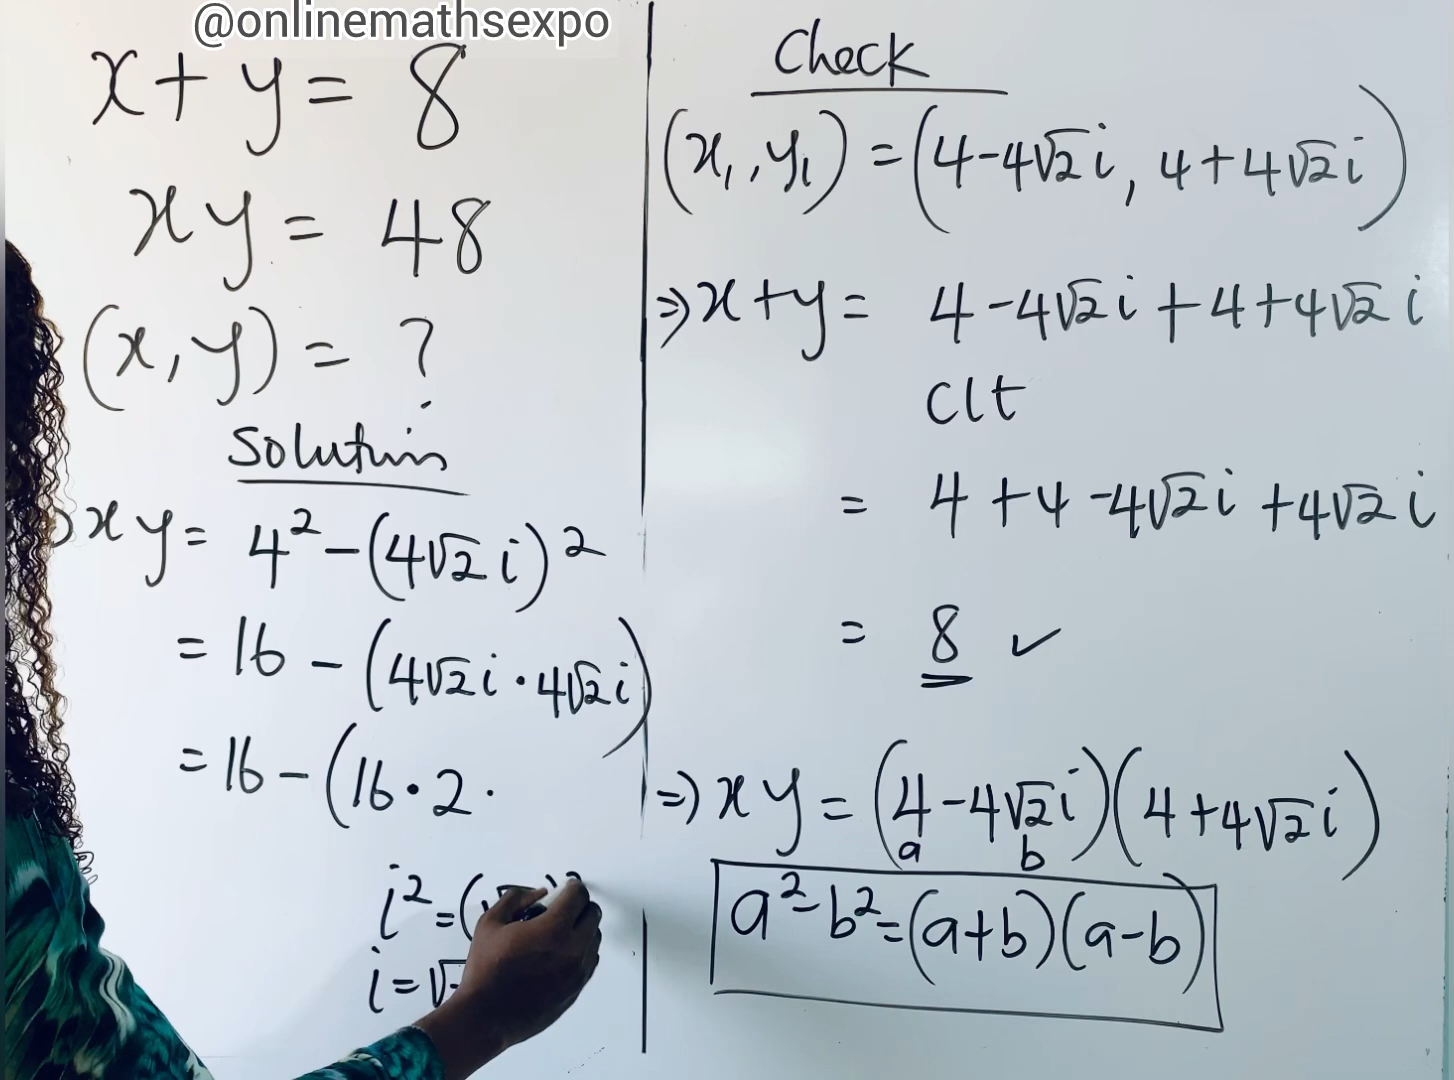 @onlinemathsexpo
x + y = 8
xy = 48
(x, y) = ?
Solution
xy = 4² - (4√2 i)²
= 16 - (4√2 i · 4√2 i)
= 16 - (16 · 2 ·
i² = (
i = √-
Check
(x₁, y₁) = (4 - 4√2 i, 4 + 4√2 i)
⇒ x + y = 4 - 4√2 i + 4 + 4√2 i
clt
= 4 + 4 - 4√2 i + 4√2 i
= 8 ✓
⇒ xy = (4 - 4√2 i)(4 + 4√2 i)
a b
a² - b² = (a+b)(a-b)